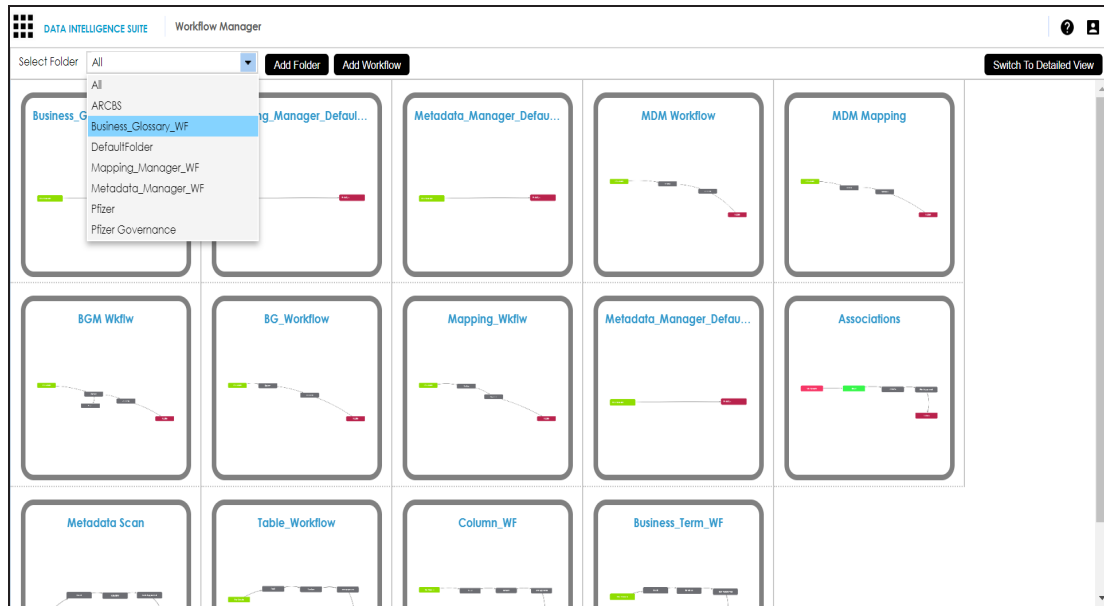 DATA INTELLIGENCE SUITE Workflow Manager
Select Folder All Add Folder Add Workflow Switch To Detailed View
All
ARCBS
Business_Glossary_WF
DefaultFolder
Mapping_Manager_WF
Metadata_Manager_WF
Pfizer
Pfizer Governance
Business_G ng_Manager_Defaul... Metadata_Manager_Defau... MDM Workflow MDM Mapping
BGM Wkflw BG_Workflow Mapping_Wkflw Metadata_Manager_Defau... Associations
Metadata Scan Table_Workflow Column_WF Business_Term_WF